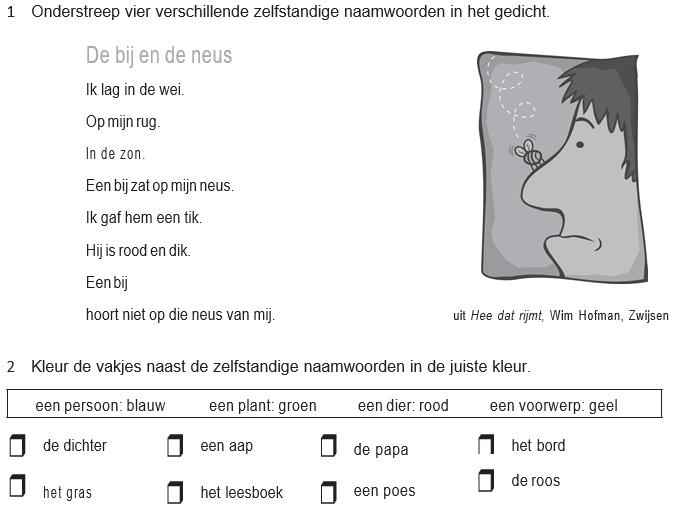 1 Onderstreep vier verschillende zelfstandige naamwoorden in het gedicht.
De bij en de neus
Ik lag in de wei.
Op mijn rug.
In de zon.
Een bij zat op mijn neus.
Ik gaf hem een tik.
Hij is rood en dik.
Een bij
hoort niet op die neus van mij.
uit Hee dat rijmt, Wim Hofman, Zwijsen
2 Kleur de vakjes naast de zelfstandige naamwoorden in de juiste kleur.
een persoon: blauw een plant: groen een dier: rood een voorwerp: geel
de dichter een aap de papa het bord
het gras het leesboek een poes de roos